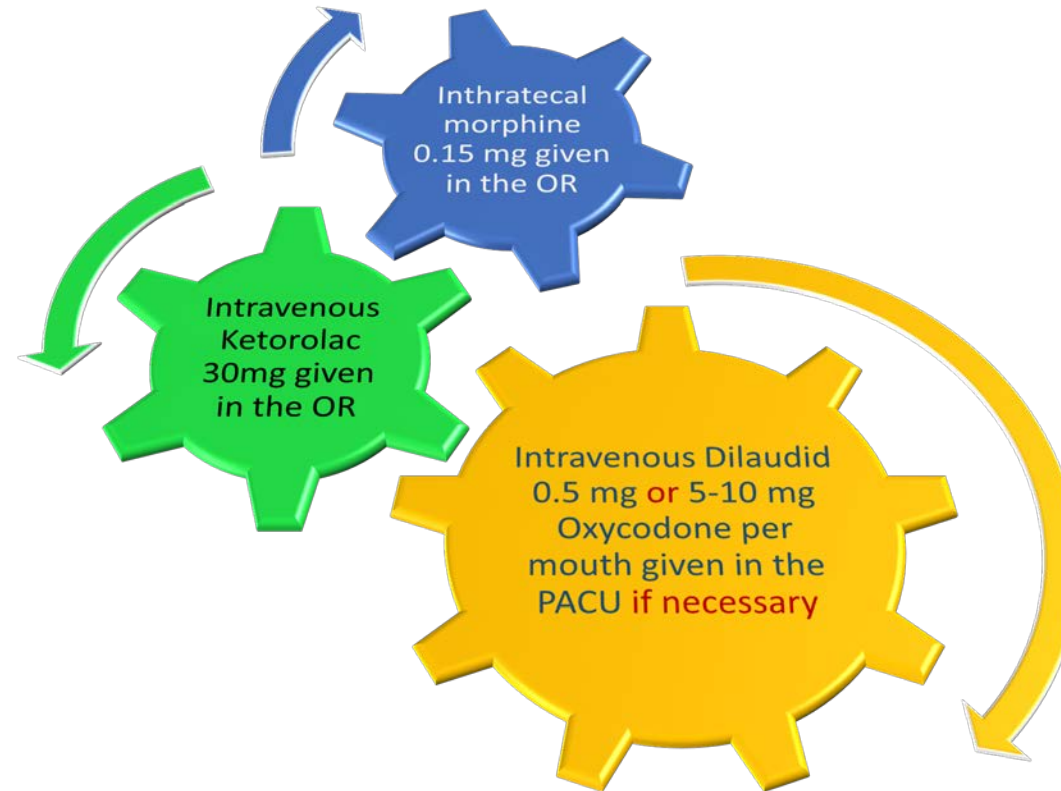 Inthratecal
morphine
0.15 mg given
in the OR
Intravenous
Ketorolac
30mg given
in the OR
Intravenous Dilaudid
0.5 mg or 5-10 mg
Oxycodone per
mouth given in the
PACU if necessary